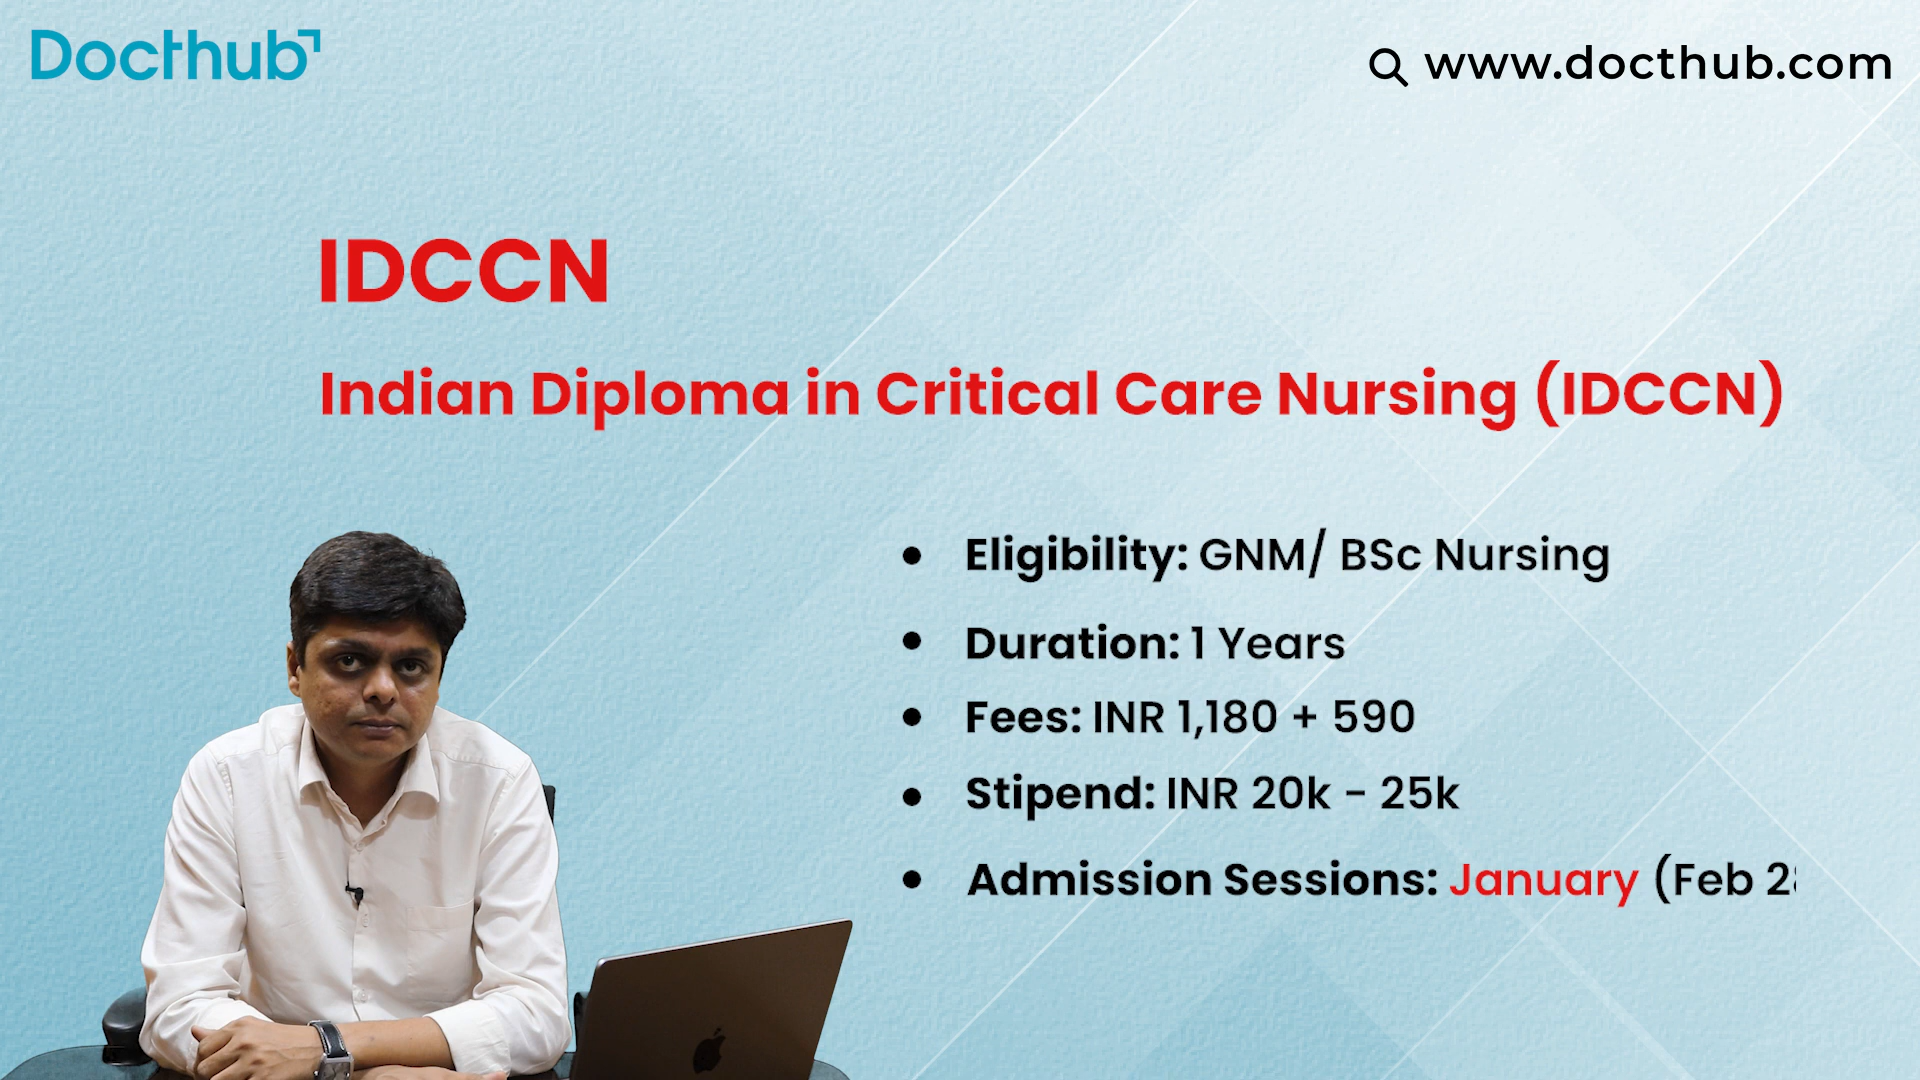 Docthub
www.docthub.com
IDCCN
Indian Diploma in Critical Care Nursing (IDCCN)
Eligibility: GNM/ BSc Nursing
Duration: 1 Years
Fees: INR 1,180 + 590
Stipend: INR 20k - 25k
Admission Sessions: January (Feb